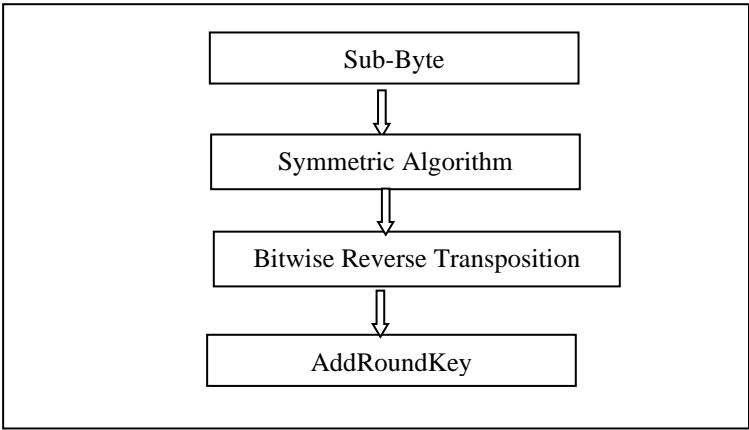 Sub-Byte
Symmetric Algorithm
Bitwise Reverse Transposition
AddRoundKey